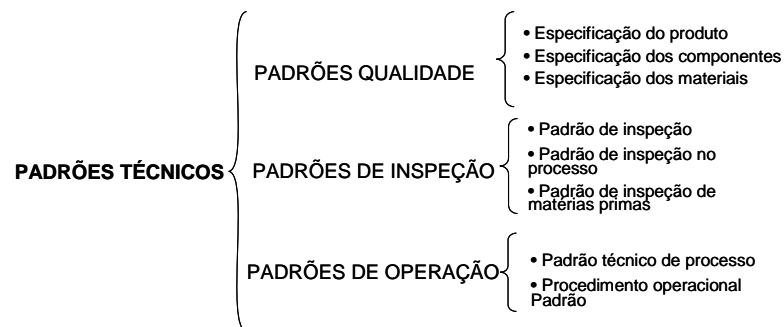 PADRÕES TÉCNICOS
PADRÕES QUALIDADE
• Especificação do produto
• Especificação dos componentes
• Especificação dos materiais
PADRÕES DE INSPEÇÃO
• Padrão de inspeção
• Padrão de inspeção no
processo
• Padrão de inspeção de
matérias primas
PADRÕES DE OPERAÇÃO
• Padrão técnico de processo
• Procedimento operacional
Padrão